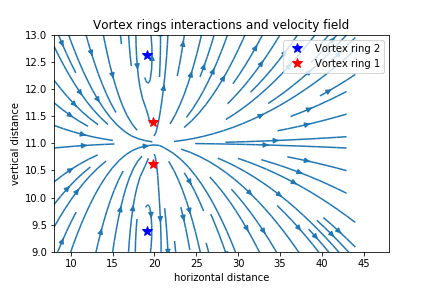 Vortex rings interactions and velocity field
Vortex ring 2
Vortex ring 1
vertical distance
13.0
12.5
12.0
11.5
11.0
10.5
10.0
9.5
9.0
10 15 20 25 30 35 40 45
horizontal distance